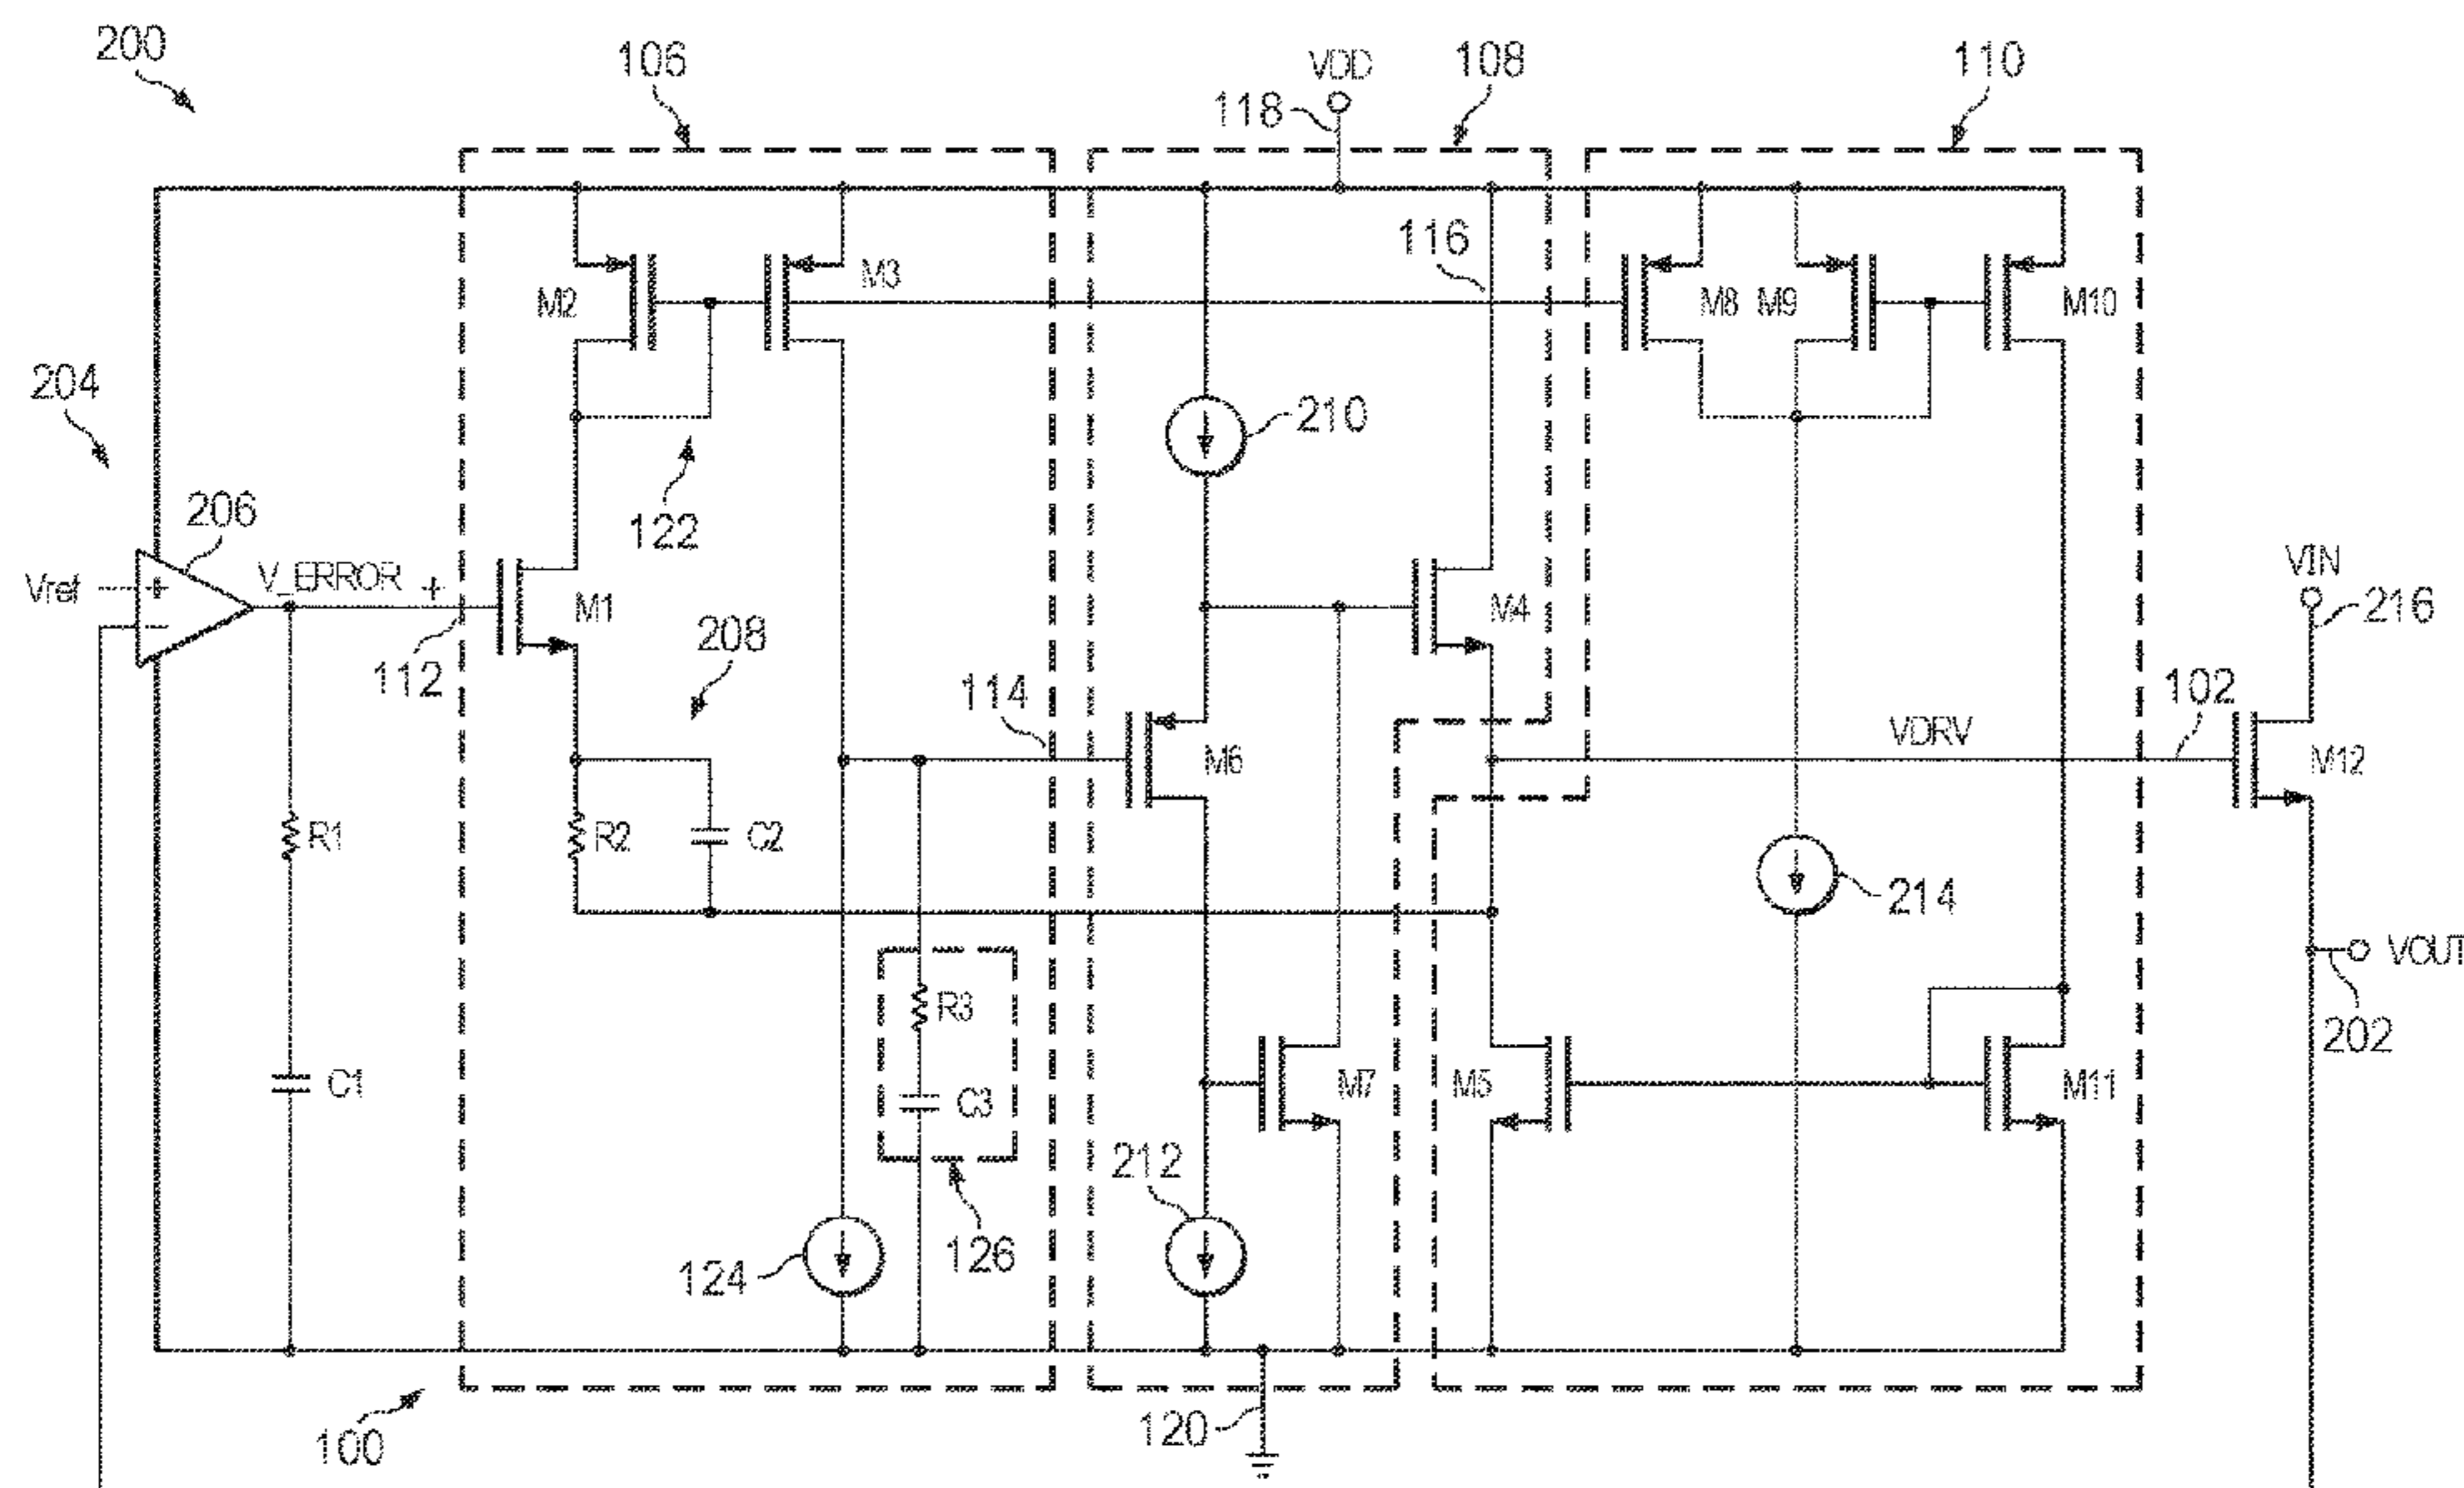 200
106
VDD
108
110
118
116
M2
M3
M8
M9
M10
204
210
206
122
Vref
+
-
V_ERROR
+
M1
M4
VIN
216
112
208
114
102
VDRV
M6
M12
R1
R2
C2
214
VOUT
R3
202
C1
C3
M7
M5
M11
212
124
126
100
120